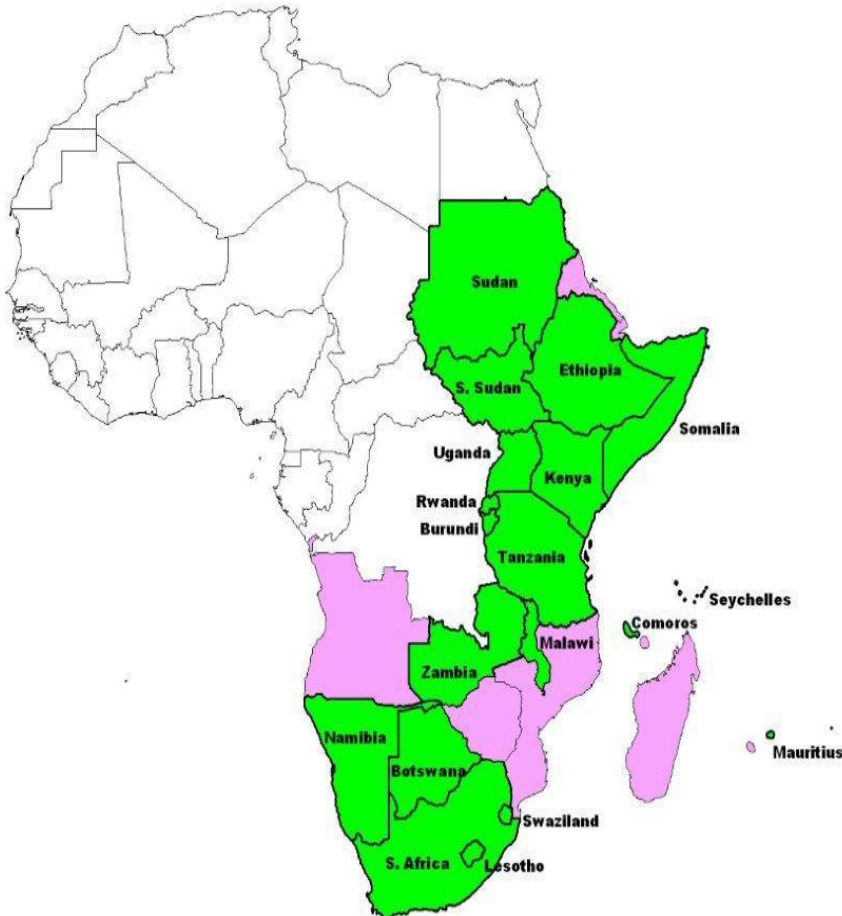 Sudan
Ethiopia
S. Sudan
Somalia
Uganda
Kenya
Rwanda
Burundi
Tanzania
Seychelles
Comoros
Malawi
Zambia
Namibia
Mauritius
Botswana
Swaziland
S. Africa
Lesotho